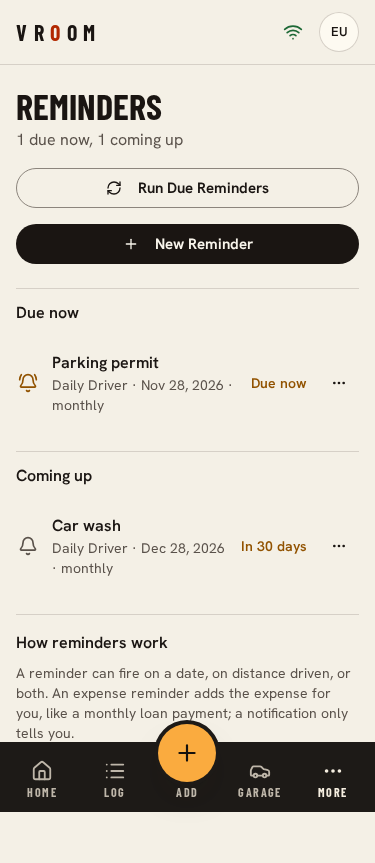 VROOM
EU
REMINDERS
1 due now, 1 coming up
Run Due Reminders
New Reminder
Due now
Parking permit
Daily Driver · Nov 28, 2026 ·
monthly
Due now
Coming up
Car wash
Daily Driver · Dec 28, 2026
· monthly
In 30 days
How reminders work
A reminder can fire on a date, on distance driven, or
both. An expense reminder adds the expense for
you, like a monthly loan payment; a notification only
tells you.
HOME
LOG
ADD
GARAGE
MORE